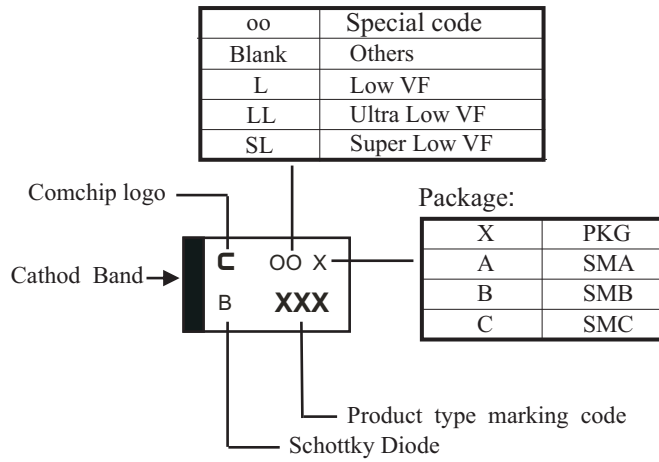 oo Special code
Blank Others
L Low VF
LL Ultra Low VF
SL Super Low VF
Comchip logo
Package:
X PKG
A SMA
B SMB
C SMC
Cathod Band
C OO X
B XXX
Product type marking code
Schottky Diode